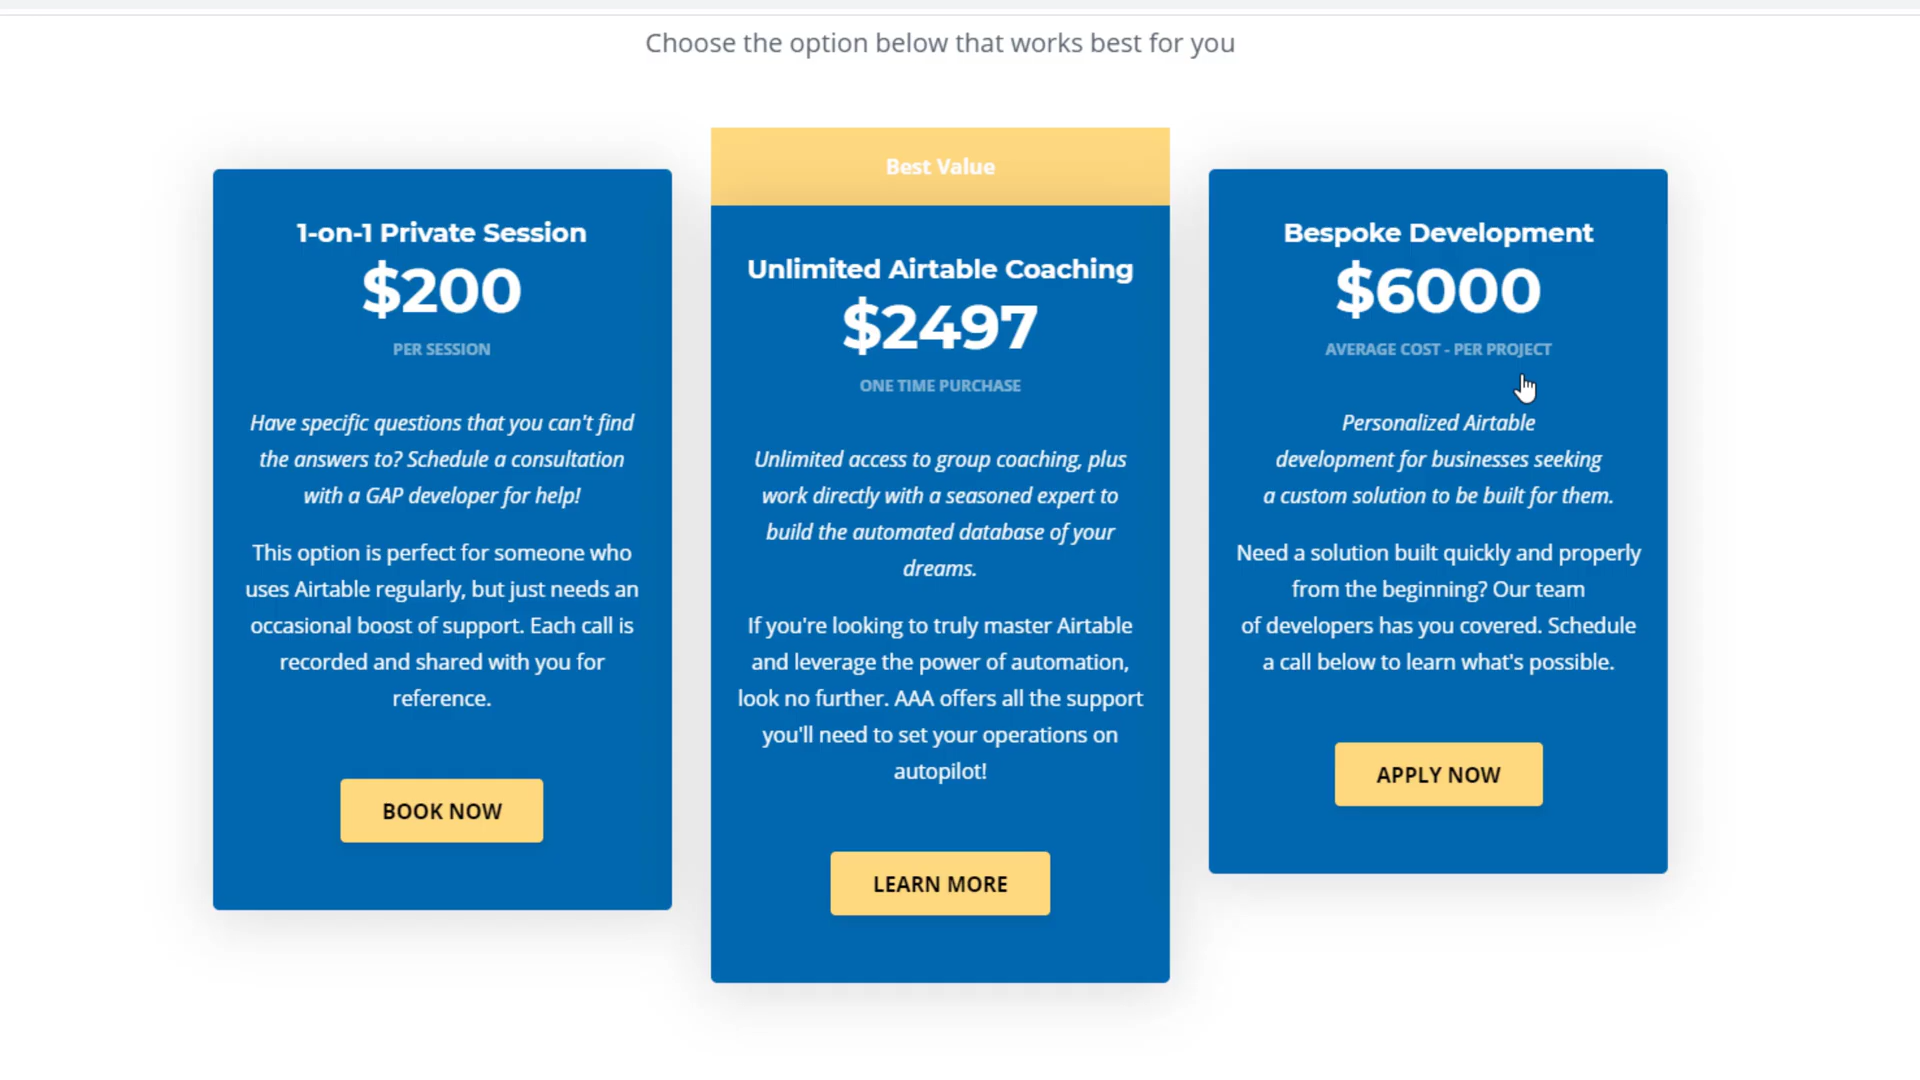 Choose the option below that works best for you
1-on-1 Private Session
$200
PER SESSION
Have specific questions that you can't find
the answers to? Schedule a consultation
with a GAP developer for help!
This option is perfect for someone who
uses Airtable regularly, but just needs an
occasional boost of support. Each call is
recorded and shared with you for
reference.
BOOK NOW
Best Value
Unlimited Airtable Coaching
$2497
ONE TIME PURCHASE
Unlimited access to group coaching, plus
work directly with a seasoned expert to
build the automated database of your
dreams.
If you're looking to truly master Airtable
and leverage the power of automation,
look no further. AAA offers all the support
you'll need to set your operations on
autopilot!
LEARN MORE
Bespoke Development
$6000
AVERAGE COST - PER PROJECT
Personalized Airtable
development for businesses seeking
a custom solution to be built for them.
Need a solution built quickly and properly
from the beginning? Our team
of developers has you covered. Schedule
a call below to learn what's possible.
APPLY NOW